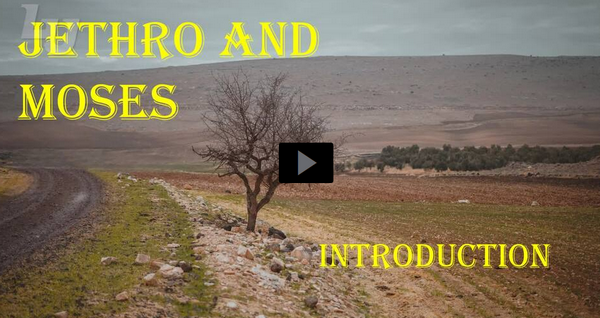 JETHRO AND
MOSES
INTRODUCTION